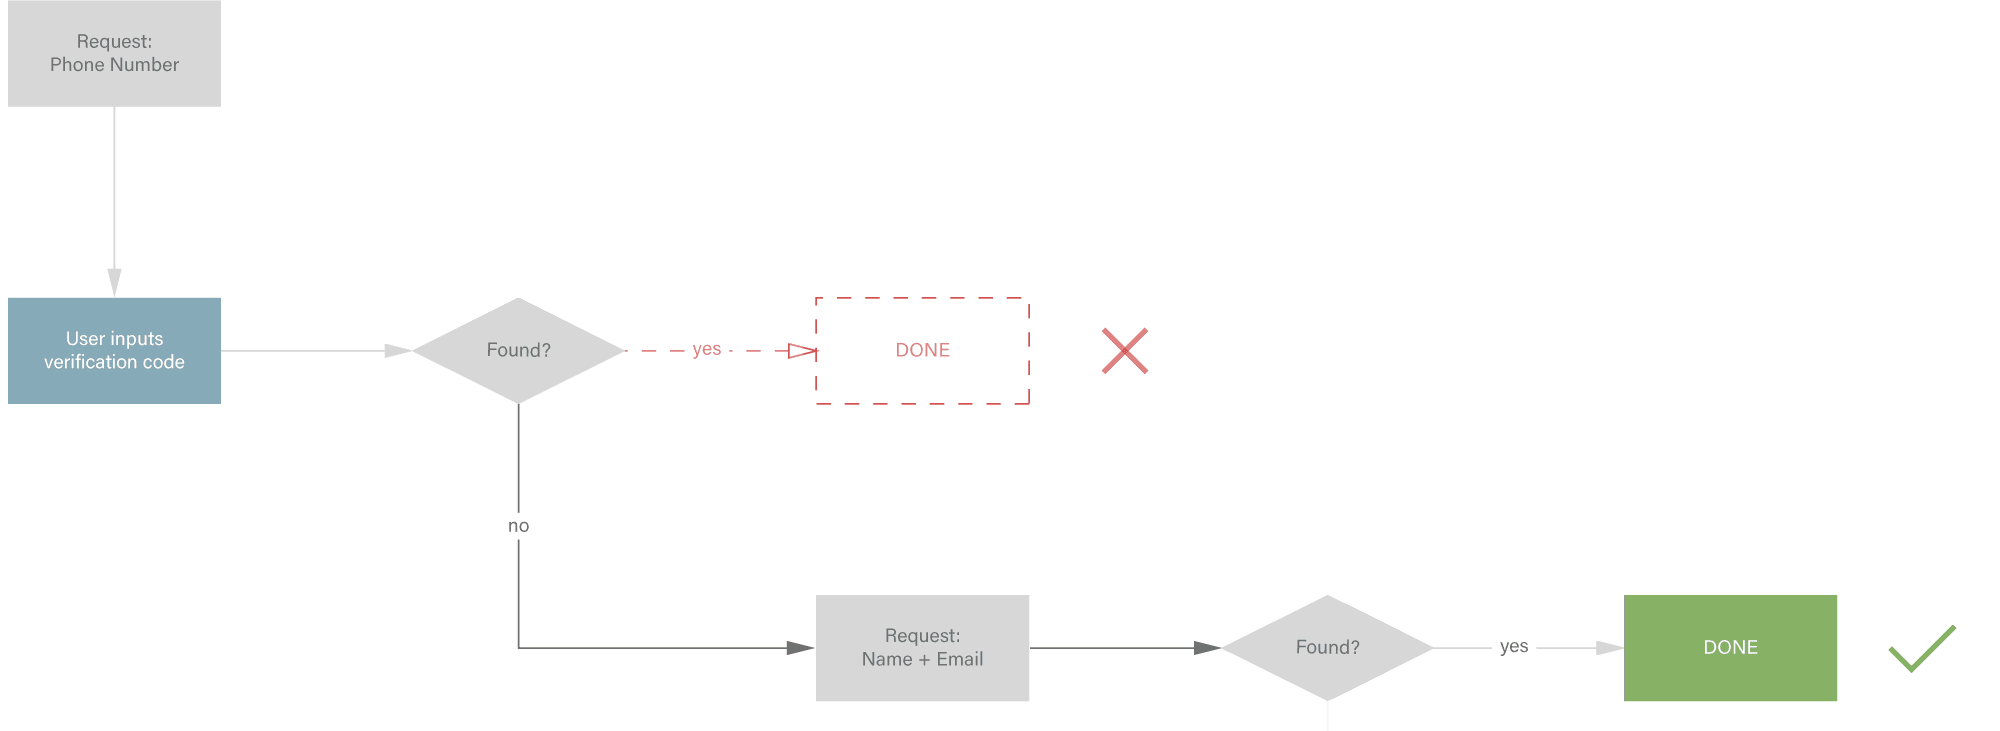 Request:
Phone Number
User inputs
verification code
Found?
yes
DONE
no
Request:
Name + Email
Found?
yes
DONE